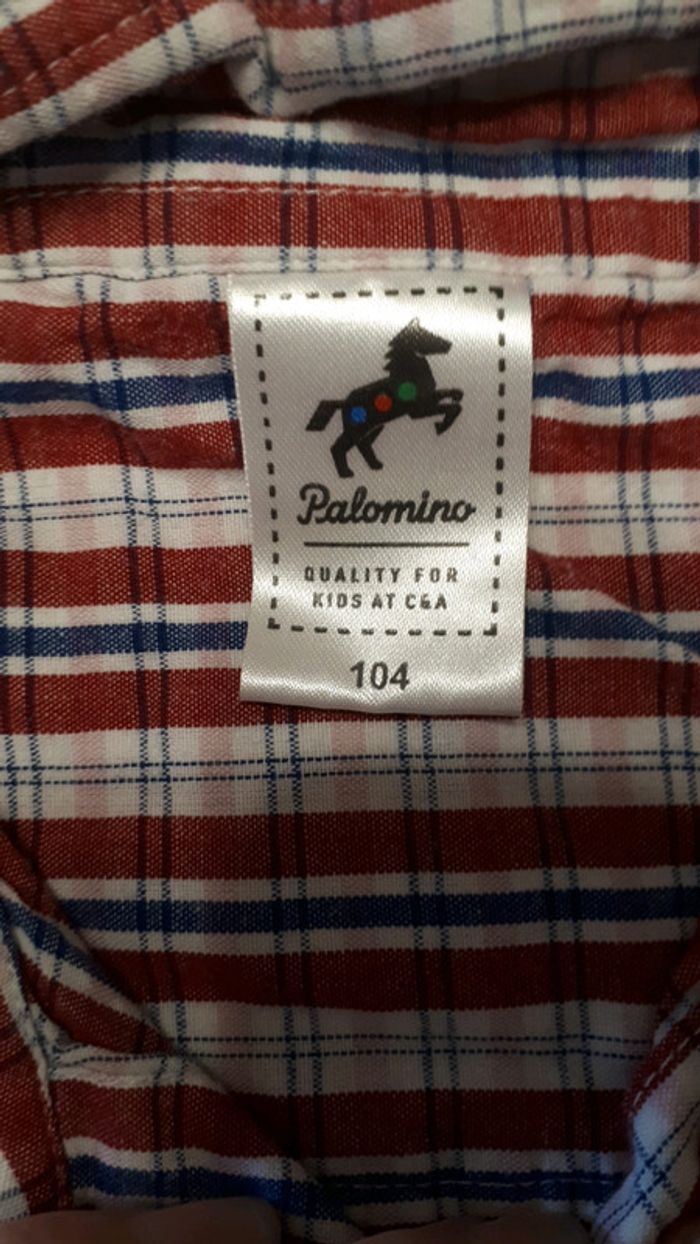 Palomino
QUALITY FOR
KIDS AT C&A
104